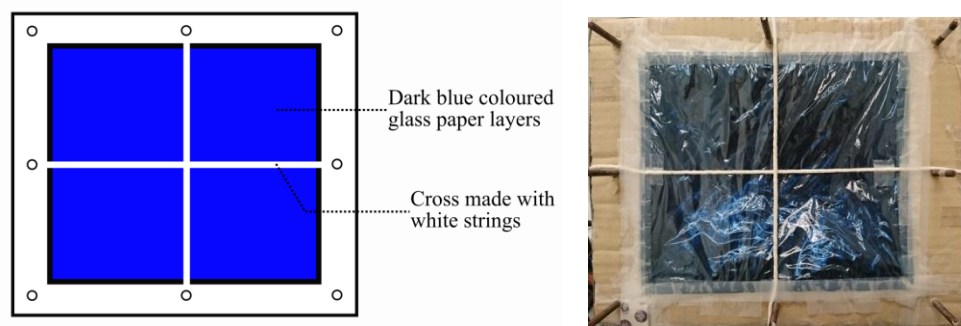 Dark blue coloured
glass paper layers
Cross made with
white strings